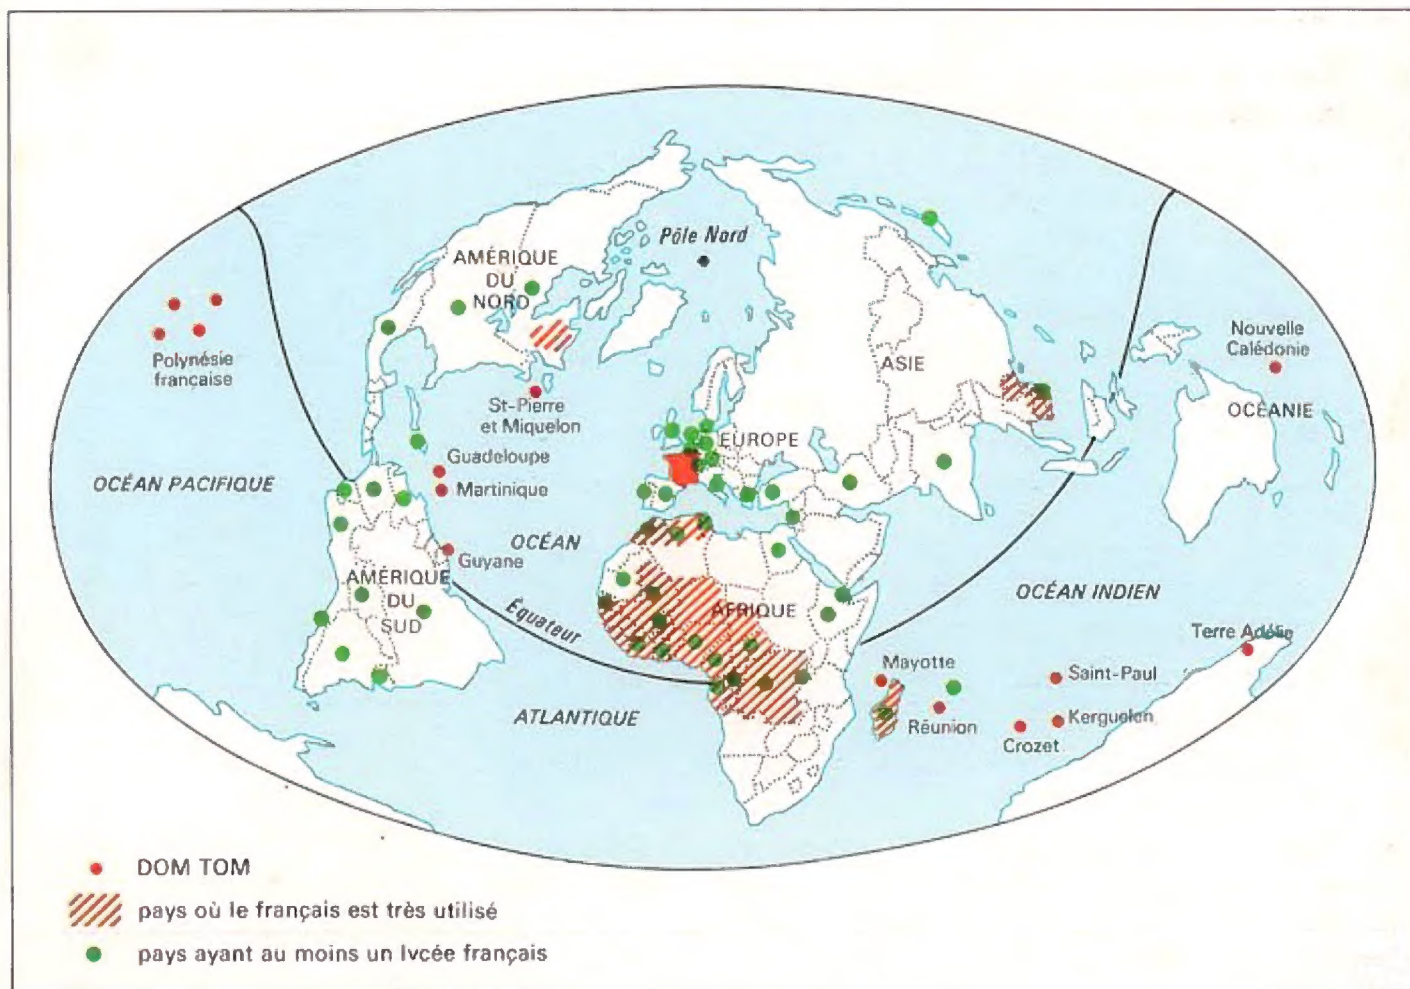 Pôle Nord
AMÉRIQUE
DU
NORD
Polynésie
française
St-Pierre
et Miquelon
Guadeloupe
Martinique
OCÉAN PACIFIQUE
OCÉAN
Guyane
AMÉRIQUE
DU
SUD
Équateur
ATLANTIQUE
EUROPE
ASIE
AFRIQUE
Nouvelle
Calédonie
OCÉANIE
OCÉAN INDIEN
Terre Adélie
Mayotte
Saint-Paul
Réunion
Kerguelen
Crozet
DOM TOM
pays où le français est très utilisé
pays ayant au moins un lycée français